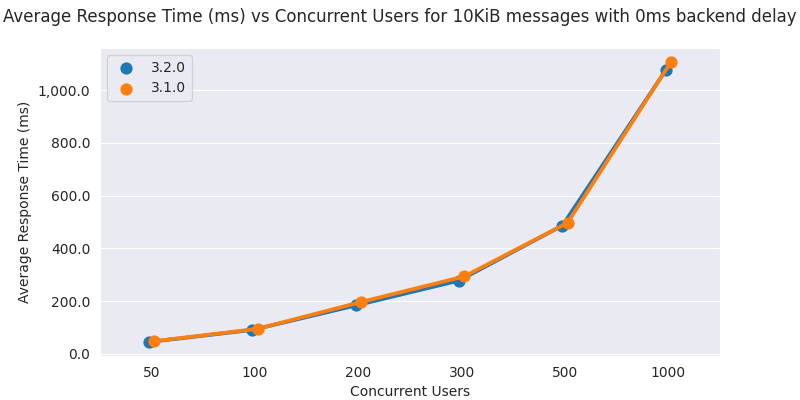 Average Response Time (ms) vs Concurrent Users for 10KiB messages with 0ms backend delay
3.2.0
3.1.0
Average Response Time (ms)
1,000.0
800.0
600.0
400.0
200.0
0.0
50 100 200 300 500 1000
Concurrent Users